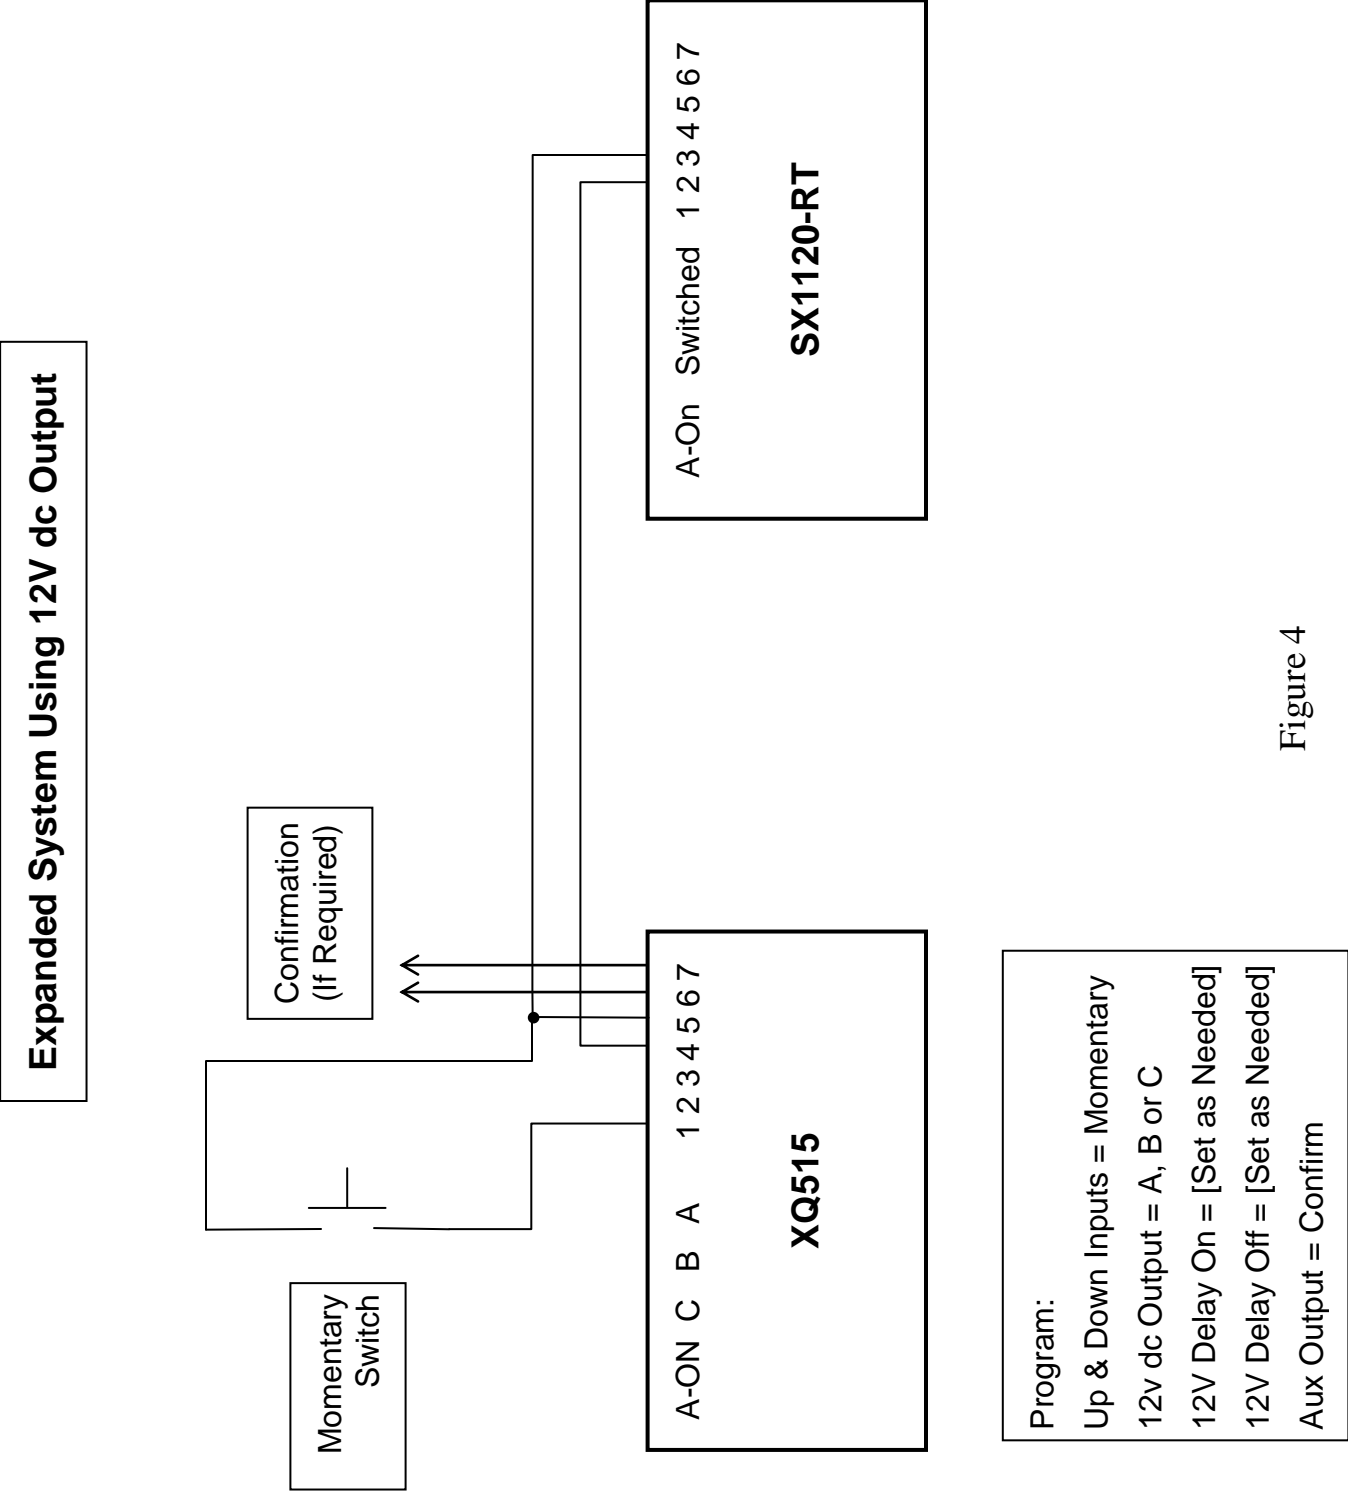 Expanded System Using 12V dc Output
Momentary
Switch
Confirmation
(If Required)
A-ON C B A 1 2 3 4 5 6 7
XQ515
A-On Switched 1 2 3 4 5 6 7
SX1120-RT
Program:
Up & Down Inputs = Momentary
12v dc Output = A, B or C
12V Delay On = [Set as Needed]
12V Delay Off = [Set as Needed]
Aux Output = Confirm
Figure 4